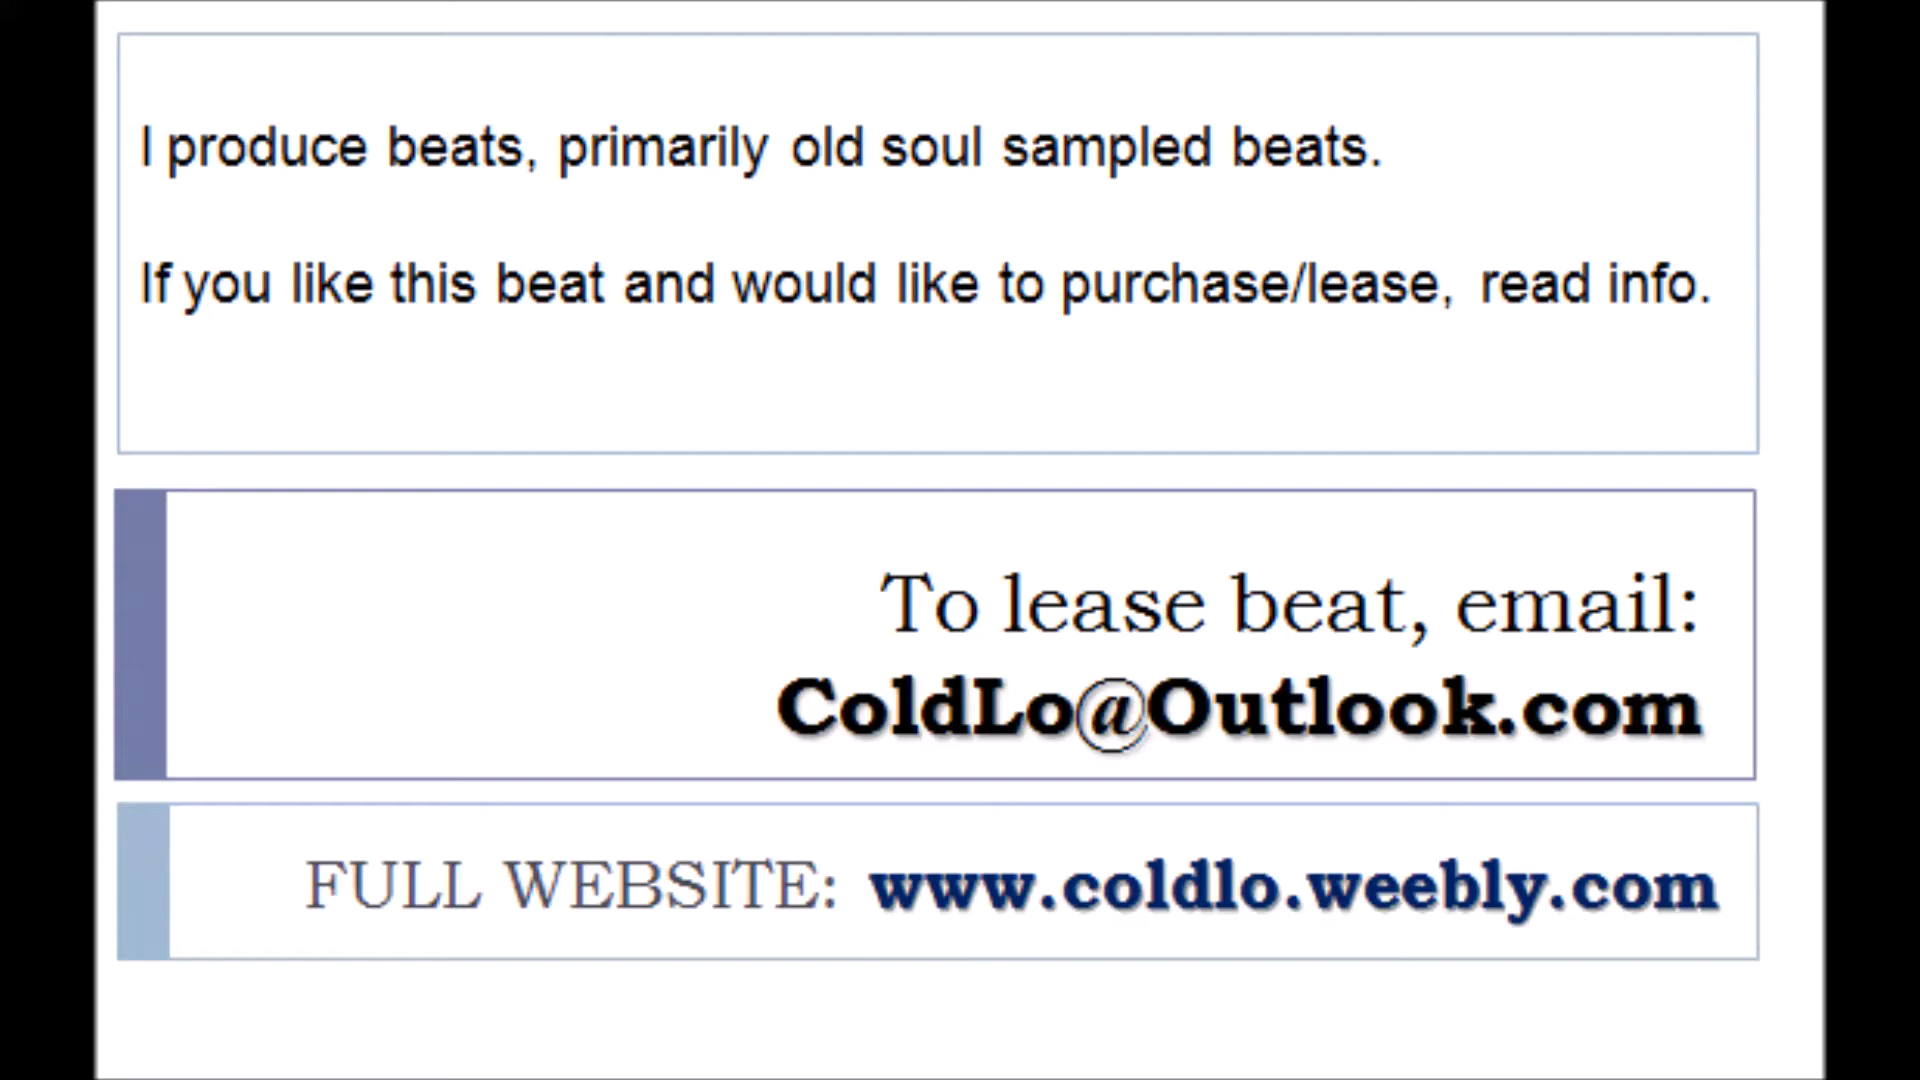 I produce beats, primarily old soul sampled beats.
If you like this beat and would like to purchase/lease, read info.
To lease beat, email:
ColdLo@Outlook.com
FULL WEBSITE: www.coldlo.weebly.com